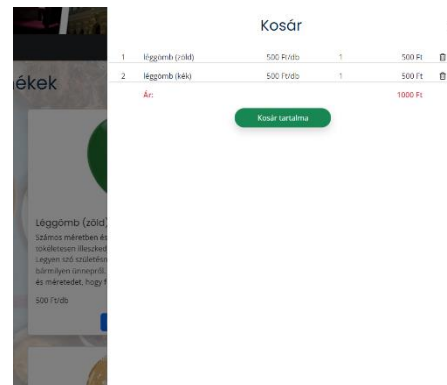 Kosár
1 léggömb (zöld) 500 Ft/db 1 500 Ft
2 léggömb (kék) 500 Ft/db 1 500 Ft
Ár: 1000 Ft
Kosár tartalma
mékek
Léggömb (zöld)
Számos méretben és
tökéletesen illeszked
Legyen szó születésn
bármilyen ünnepről.
és méretedet, hogy f
500 Ft/db